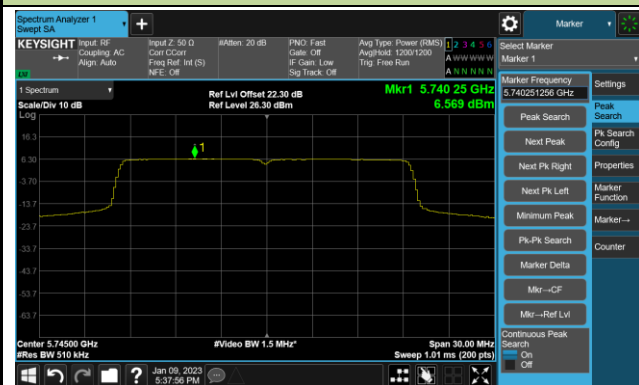 Spectrum Analyzer 1
Swept SA
Marker
KEYSIGHT
Input: RF
Coupling: AC
Align: Auto
Input Z: 50 Ω
Corr CCorr
Freq Ref: Int (S)
NFE: Off
#Atten: 20 dB
PNO: Fast
Gate: Off
IF Gain: Low
Sig Track: Off
Avg Type: Power (RMS)
Avg|Hold: 1200/1200
Trig: Free Run
1 2 3 4 5 6
A W W W W W
A N N N N N
Select Marker
Marker 1
1 Spectrum
Scale/Div 10 dB
Log
Ref Lvl Offset 22.30 dB
Ref Level 26.30 dBm
Mkr1 5.740 25 GHz
6.569 dBm
1
16.3
6.30
-3.70
-13.7
-23.7
-33.7
-43.7
-53.7
-63.7
Center 5.74500 GHz
#Res BW 510 kHz
#Video BW 1.5 MHz*
Span 30.00 MHz
Sweep 1.01 ms (200 pts)
Marker Frequency
5.740251256 GHz
Peak Search
Next Peak
Next Pk Right
Next Pk Left
Minimum Peak
Pk-Pk Search
Marker Delta
Mkr→CF
Mkr→Ref Lvl
Continuous Peak
Search
On
Off
Settings
Peak
Search
Pk Search
Config
Properties
Marker
Function
Marker→
Counter
Jan 09, 2023
5:37:56 PM